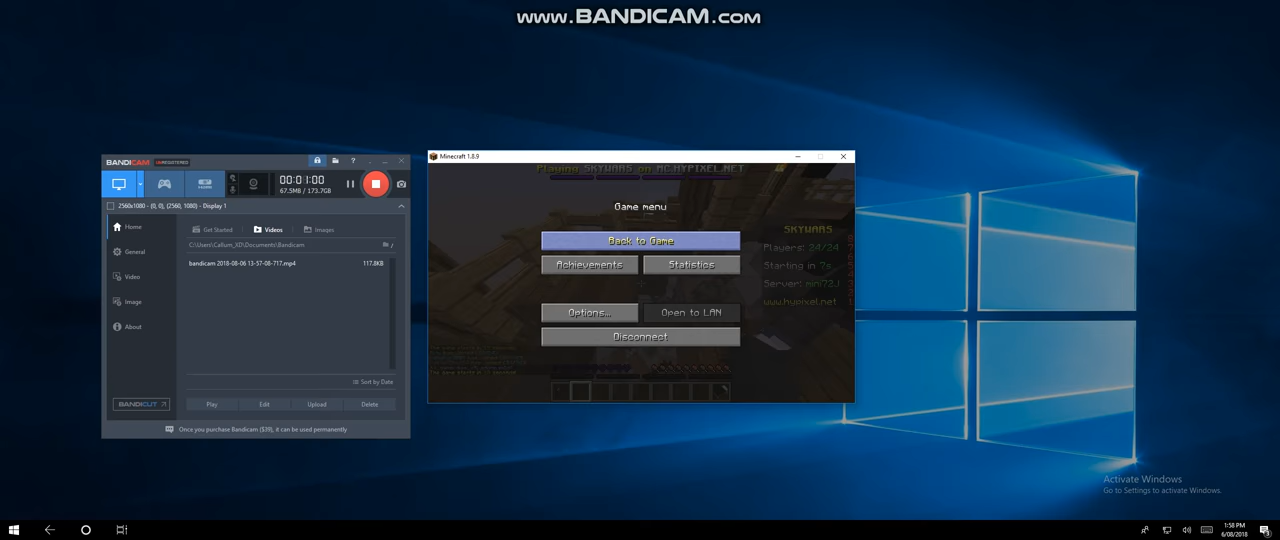 www.BANDICAM.com
BANDICAM UNREGISTERED
00:01:00
67.5MB / 173.7GB
2560x1080 - (0, 0), (2560, 1080) - Display 1
Home
General
Video
Image
About
BANDICUT
Get Started
Videos
Images
C:\Users\Callum_XD\Documents\Bandicam
bandicam 2018-08-06 13-57-08-717.mp4 117.8KB
Sort by Date
Play Edit Upload Delete
Once you purchase Bandicam ($39), it can be used permanently
Minecraft 1.8.9
Playing SKYWARS on MC.HYPIXEL.NET
Game menu
Back to Game
Achievements Statistics
Options... Open to LAN
Disconnect
SKYWARS
Players: 24/24
Starting in 7s
Server: mini72J
www.hypixel.net
Activate Windows
Go to Settings to activate Windows.
1:58 PM
6/08/2018